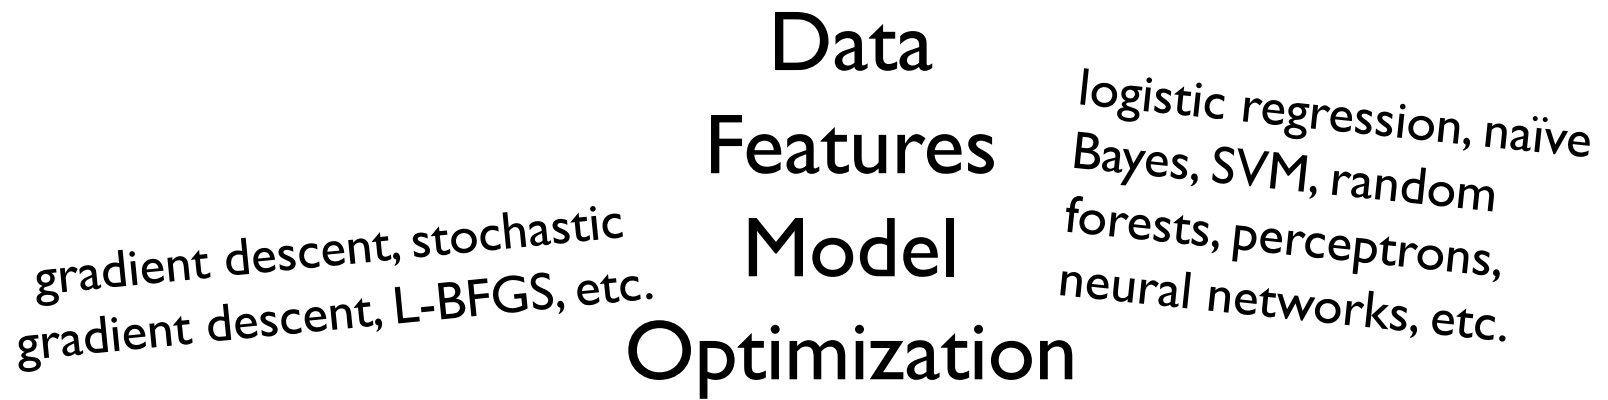 Data
Features
Model
Optimization
logistic regression, naïve
Bayes, SVM, random
forests, perceptrons,
neural networks, etc.
gradient descent, stochastic
gradient descent, L-BFGS, etc.